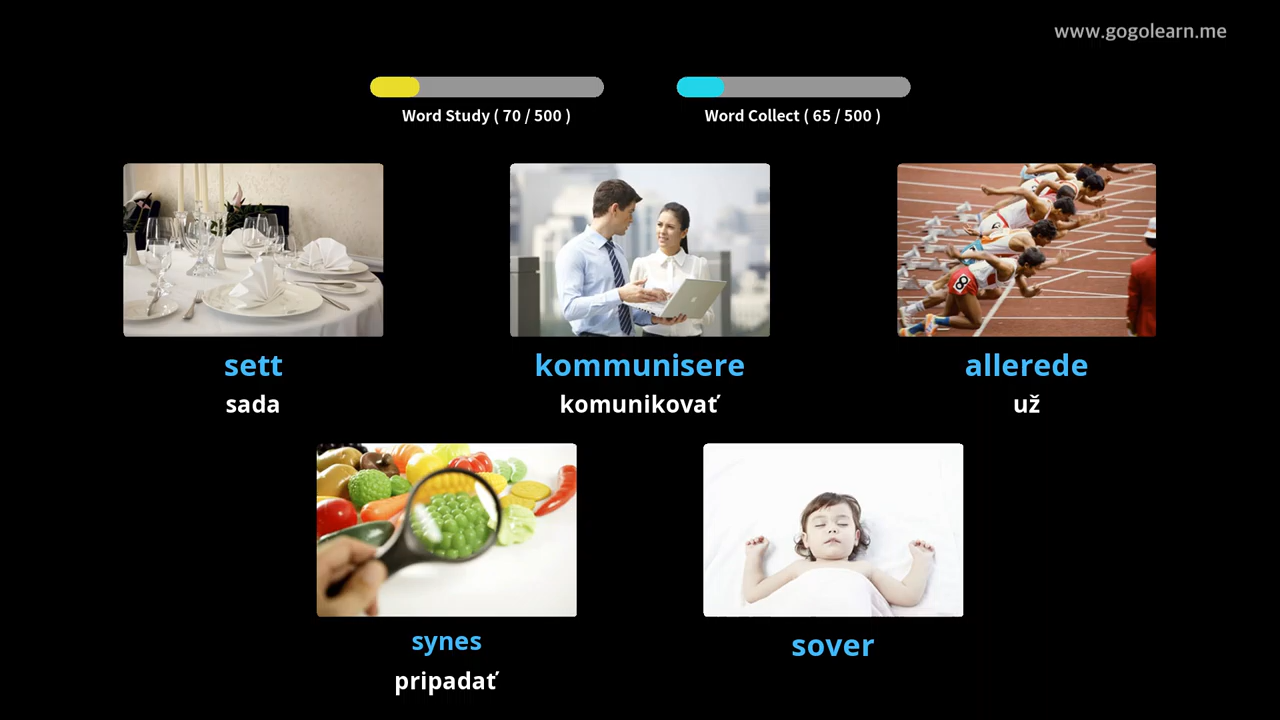 www.gogolearn.me
Word Study ( 70 / 500 )
Word Collect ( 65 / 500 )
sett
kommunisere
allerede
sada
komunikovať
už
8
synes
sover
pripadať